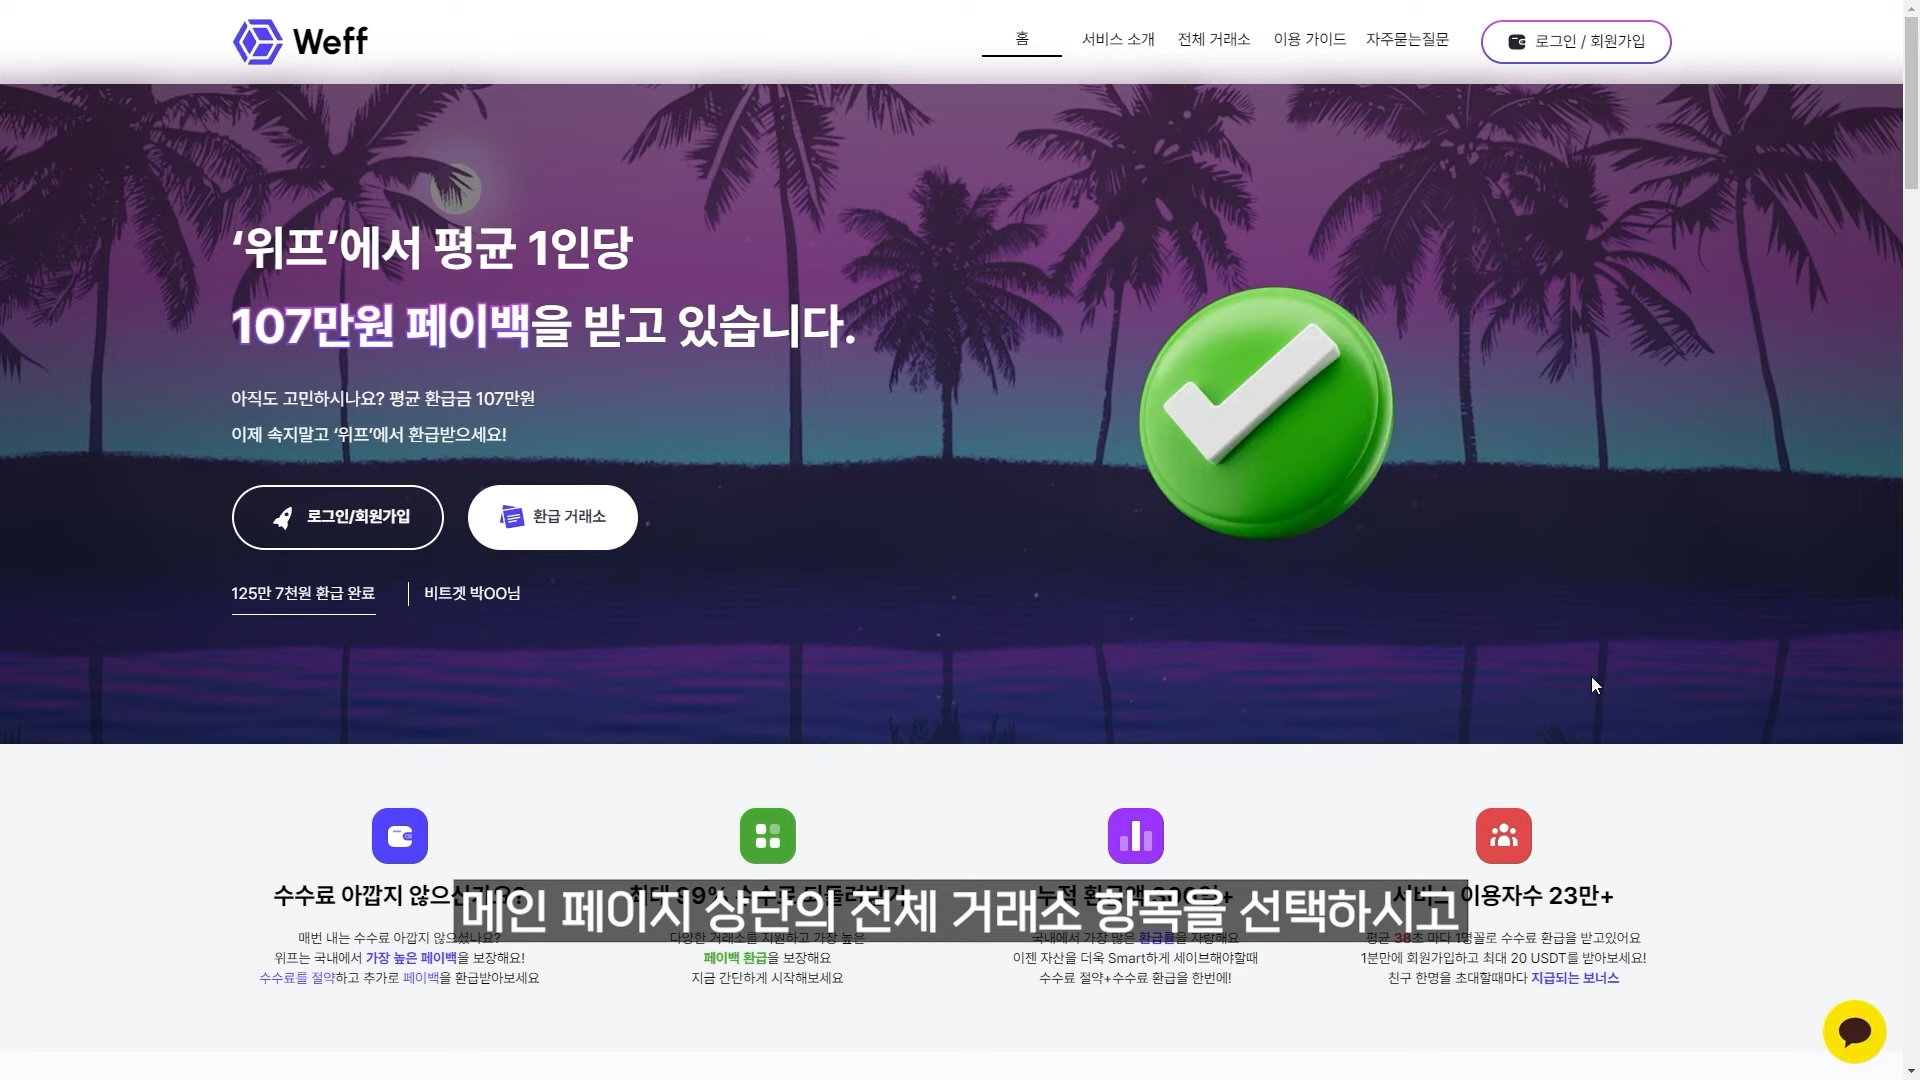 Weff
홈
서비스 소개
전체 거래소
이용 가이드
자주묻는질문
로그인 / 회원가입
‘위프’에서 평균 1인당
107만원 페이백을 받고 있습니다.
아직도 고민하시나요? 평균 환급금 107만원
이제 속지말고 ‘위프’에서 환급받으세요!
로그인/회원가입
환급 거래소
125만 7천원 환급 완료
비트겟 박OO님
수수료 아깝지 않으신가요?
매번 내는 수수료 아깝지 않으셨나요?
위프는 국내에서 가장 높은 페이백을 보장해요!
수수료를 절약하고 추가로 페이백을 환급받아보세요
최대 99% 수수료 되돌려받기
다양한 거래소를 지원하고 가장 높은
페이백 환급을 보장해요
지금 간단하게 시작해보세요
누적 환급액
국내에서 가장 많은 환급률을 자랑해요
이젠 자산을 더욱 Smart하게 세이브해야할때
수수료 절약+수수료 환급을 한번에!
서비스 이용자수 23만+
평균 38초 마다 1명꼴로 수수료 환급을 받고있어요
1분만에 회원가입하고 최대 20 USDT를 받아보세요!
친구 한명을 초대할때마다 지급되는 보너스
메인 페이지 상단의 전체 거래소 항목을 선택하시고